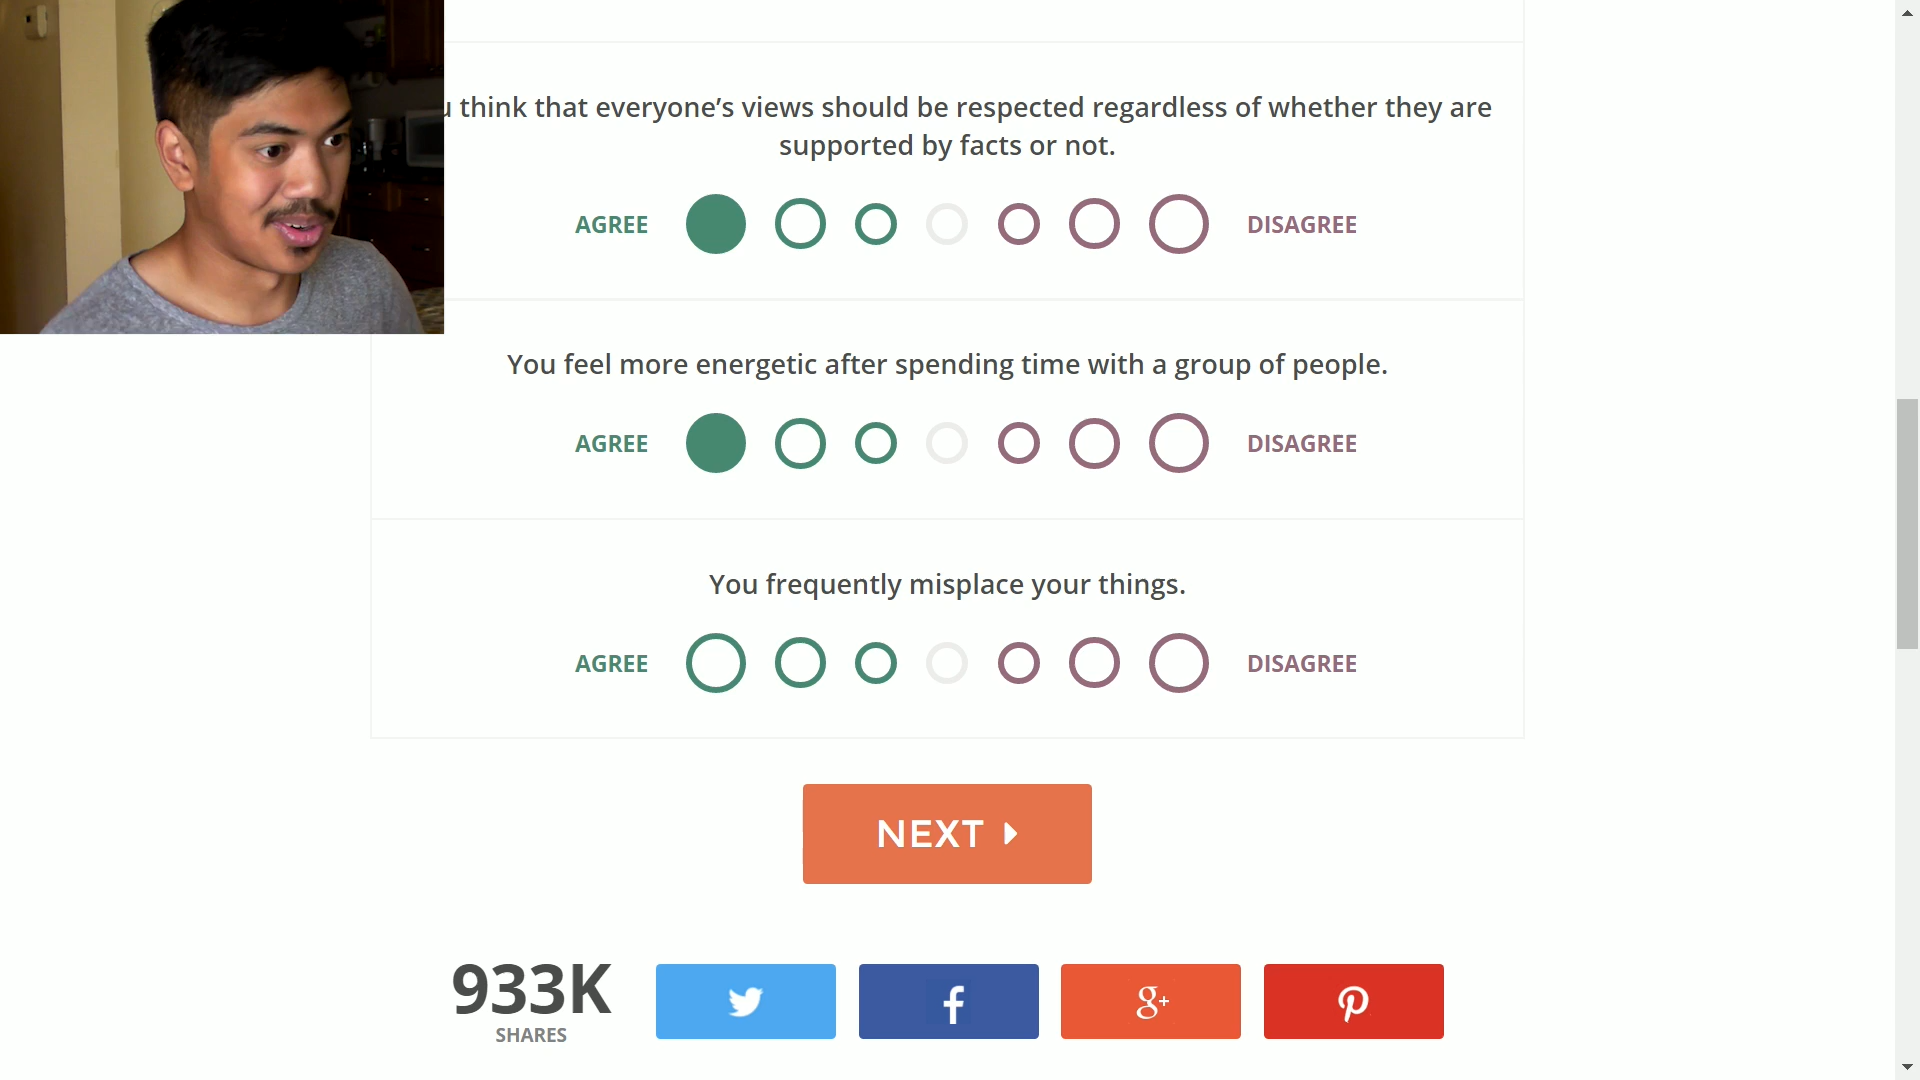 think that everyone’s views should be respected regardless of whether they are
supported by facts or not.
AGREE DISAGREE
You feel more energetic after spending time with a group of people.
AGREE DISAGREE
You frequently misplace your things.
AGREE DISAGREE
NEXT
933K
SHARES
f
g+